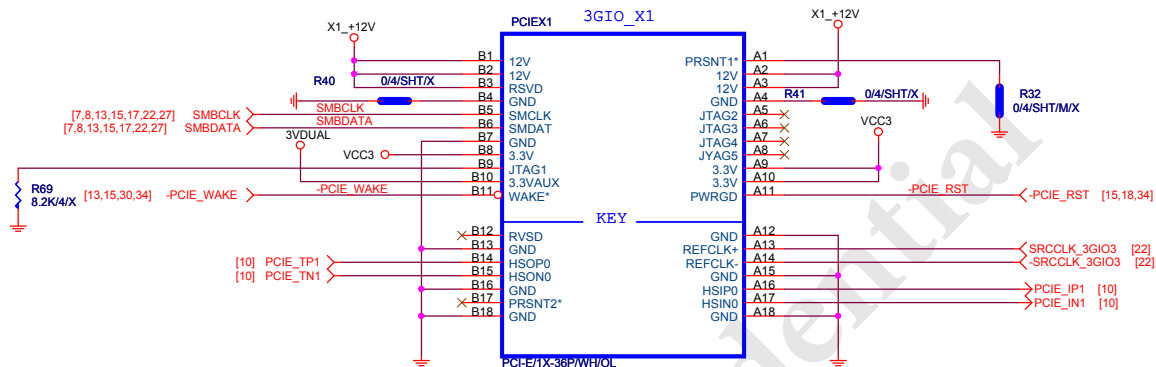 3GIO_X1
PCIEX1
X1_+12V
X1_+12V
B1 12V PRSNT1* A1
B2 12V 12V A2
B3 RSVD 12V A3
R40 0/4/SHT/X B4 GND GND A4 R41 0/4/SHT/X
R32
0/4/SHT/M/X
[7,8,13,15,17,22,27] SMBCLK SMBCLK B5 SMCLK JTAG2 A5
[7,8,13,15,17,22,27] SMBDATA SMBDATA B6 SMDAT JTAG3 A6
3VDUAL B7 GND JTAG4 A7 VCC3
VCC3 B8 3.3V JYAG5 A8
B9 JTAG1 3.3V A9
B10 3.3VAUX 3.3V A10
R69
8.2K/4/X
[13,15,30,34] -PCIE_WAKE -PCIE_WAKE B11 WAKE* PWRGD A11 -PCIE_RST -PCIE_RST [15,18,34]
KEY
B12 RVSD GND A12
B13 GND REFCLK+ A13 SRCCLK_3GIO3 [22]
[10] PCIE_TP1 B14 HSOP0 REFCLK- A14 -SRCCLK_3GIO3 [22]
[10] PCIE_TN1 B15 HSON0 GND A15
B16 GND HSIP0 A16 PCIE_IP1 [10]
B17 PRSNT2* HSIN0 A17 PCIE_IN1 [10]
B18 GND GND A18
PCI-E/1X-36P/WH/OL